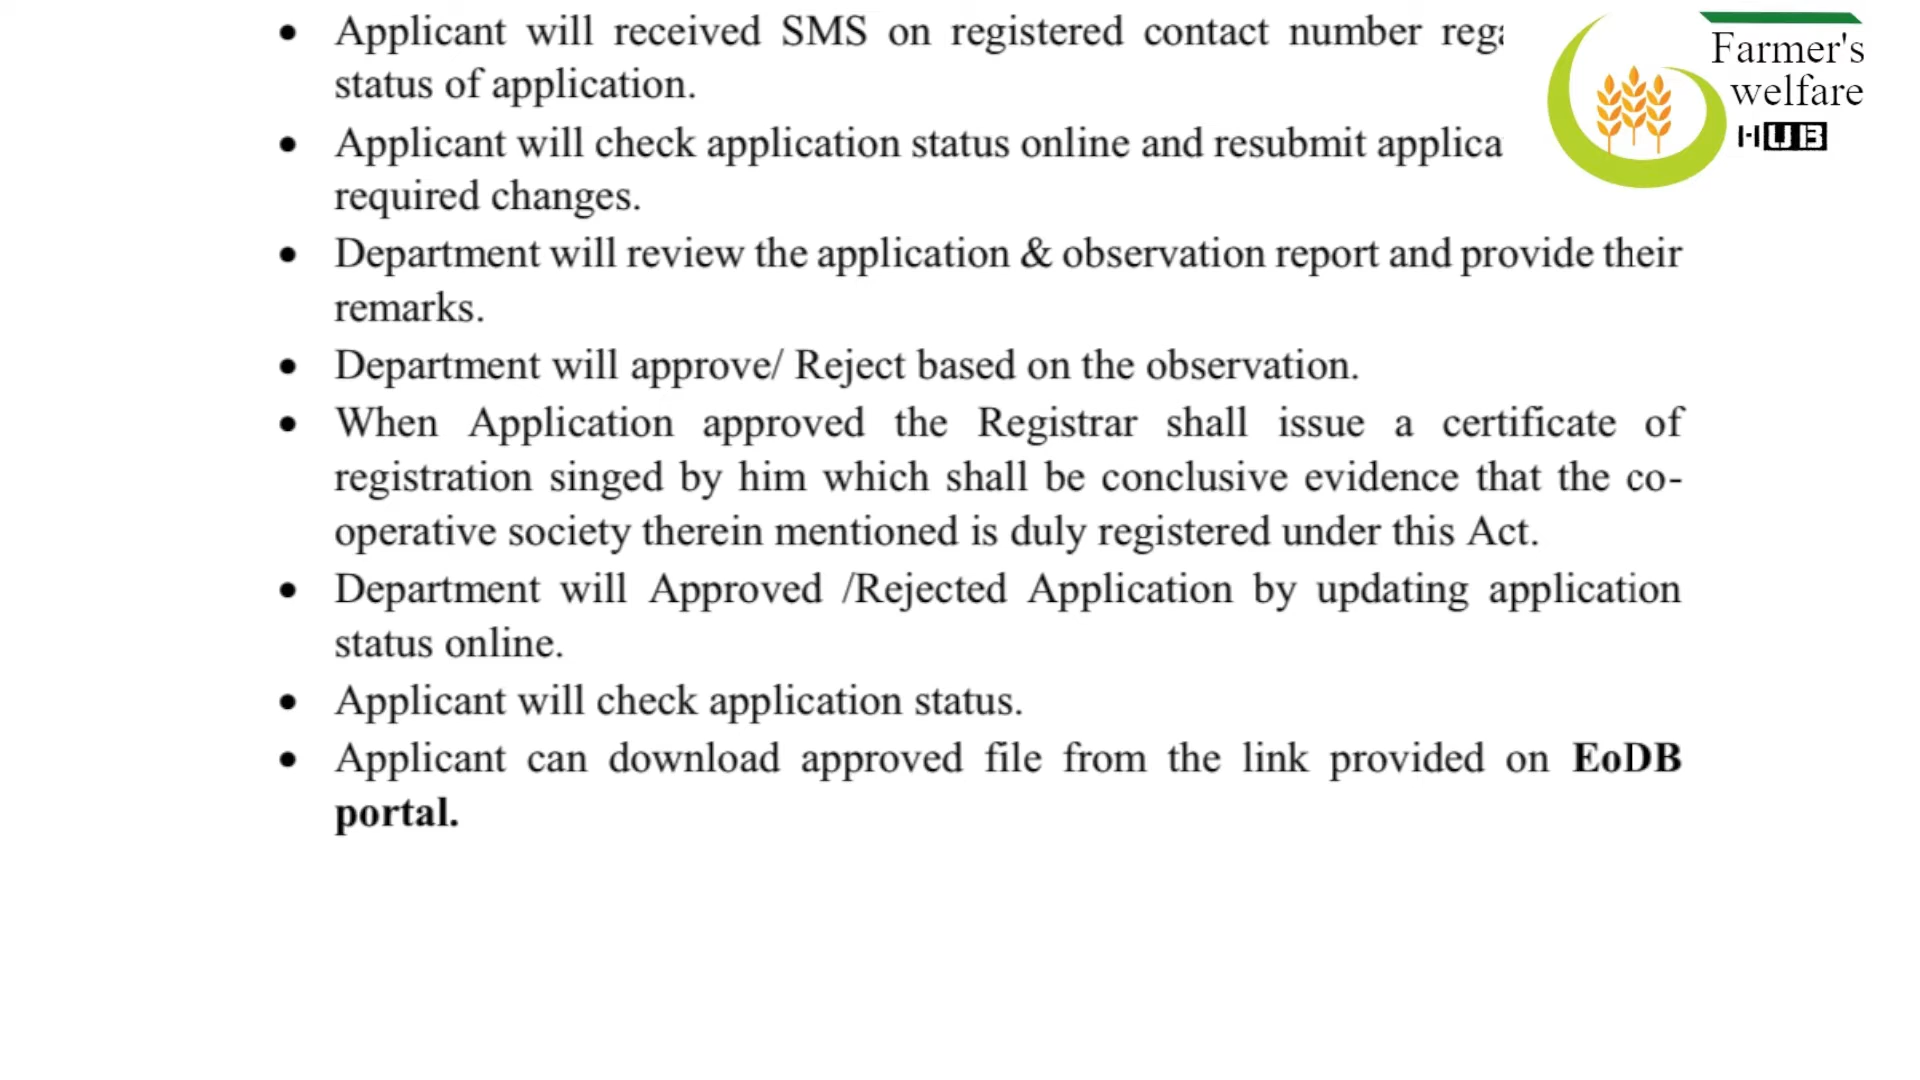 • Applicant will received SMS on registered contact number
status of application.
• Applicant will check application status online and resubmit
required changes.
• Department will review the application & observation report and provide their
remarks.
• Department will approve/ Reject based on the observation.
• When Application approved the Registrar shall issue a certificate of
registration singed by him which shall be conclusive evidence that the co-
operative society therein mentioned is duly registered under this Act.
• Department will Approved /Rejected Application by updating application
status online.
• Applicant will check application status.
• Applicant can download approved file from the link provided on EoDB
portal.
Farmer's
welfare
HUB